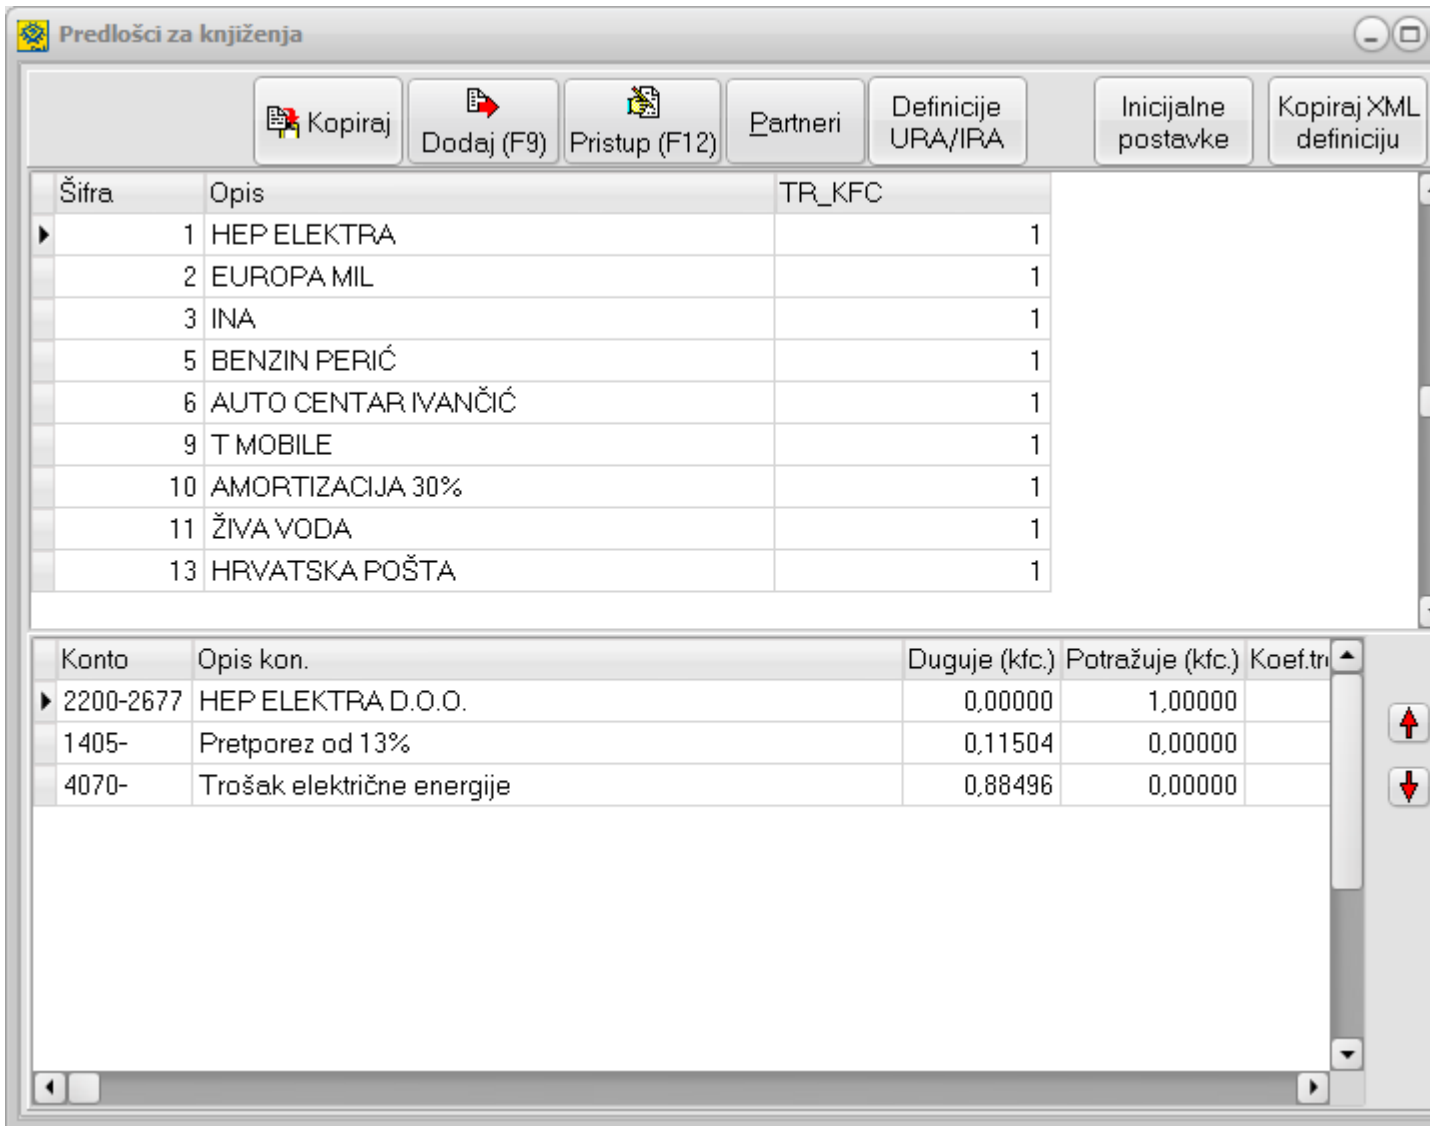 Predlošci za knjiženja
Kopiraj
Dodaj (F9)
Pristup (F12)
Partneri
Definicije
URA/IRA
Inicijalne
postavke
Kopiraj XML
definiciju
Šifra Opis TR_KFC
1 HEP ELEKTRA 1
2 EUROPA MIL 1
3 INA 1
5 BENZIN PERIĆ 1
6 AUTO CENTAR IVANČIĆ 1
9 T MOBILE 1
10 AMORTIZACIJA 30% 1
11 ŽIVA VODA 1
13 HRVATSKA POŠTA 1
Konto Opis kon. Duguje (kfc.) Potražuje (kfc.) Koef.tr
2200-2677 HEP ELEKTRA D.O.O. 0,00000 1,00000
1405- Pretporez od 13% 0,11504 0,00000
4070- Trošak električne energije 0,88496 0,00000